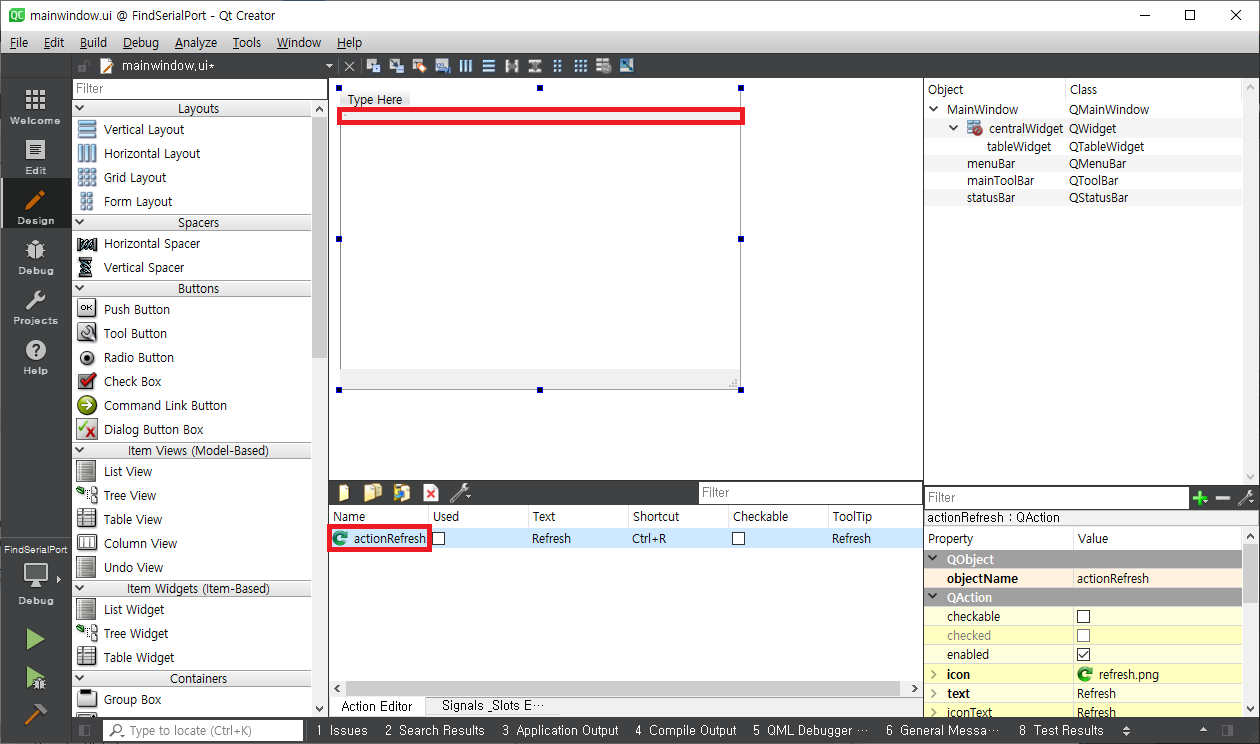 QC mainwindow.ui @ FindSerialPort - Qt Creator
File Edit Build Debug Analyze Tools Window Help
mainwindow.ui*
Welcome
Edit
Design
Debug
Projects
Help
FindSerialPort
Debug
Filter
Layouts
Vertical Layout
Horizontal Layout
Grid Layout
Form Layout
Spacers
Horizontal Spacer
Vertical Spacer
Buttons
OK Push Button
Tool Button
Radio Button
Check Box
Command Link Button
Dialog Button Box
Item Views (Model-Based)
List View
Tree View
Table View
Column View
Undo View
Item Widgets (Item-Based)
List Widget
Tree Widget
Table Widget
Containers
Group Box
Type Here
Filter
Name Used Text Shortcut Checkable ToolTip
actionRefresh Refresh Ctrl+R Refresh
Action Editor Signals _Slots E···
Object Class
MainWindow QMainWindow
centralWidget QWidget
tableWidget QTableWidget
menuBar QMenuBar
mainToolBar QToolBar
statusBar QStatusBar
Filter
actionRefresh : QAction
Property Value
QObject
objectName actionRefresh
QAction
checkable
checked
enabled
icon refresh.png
text Refresh
iconText Refresh
Type to locate (Ctrl+K) 1 Issues 2 Search Results 3 Application Output 4 Compile Output 5 QML Debugger ··· 6 General Messa··· 8 Test Results